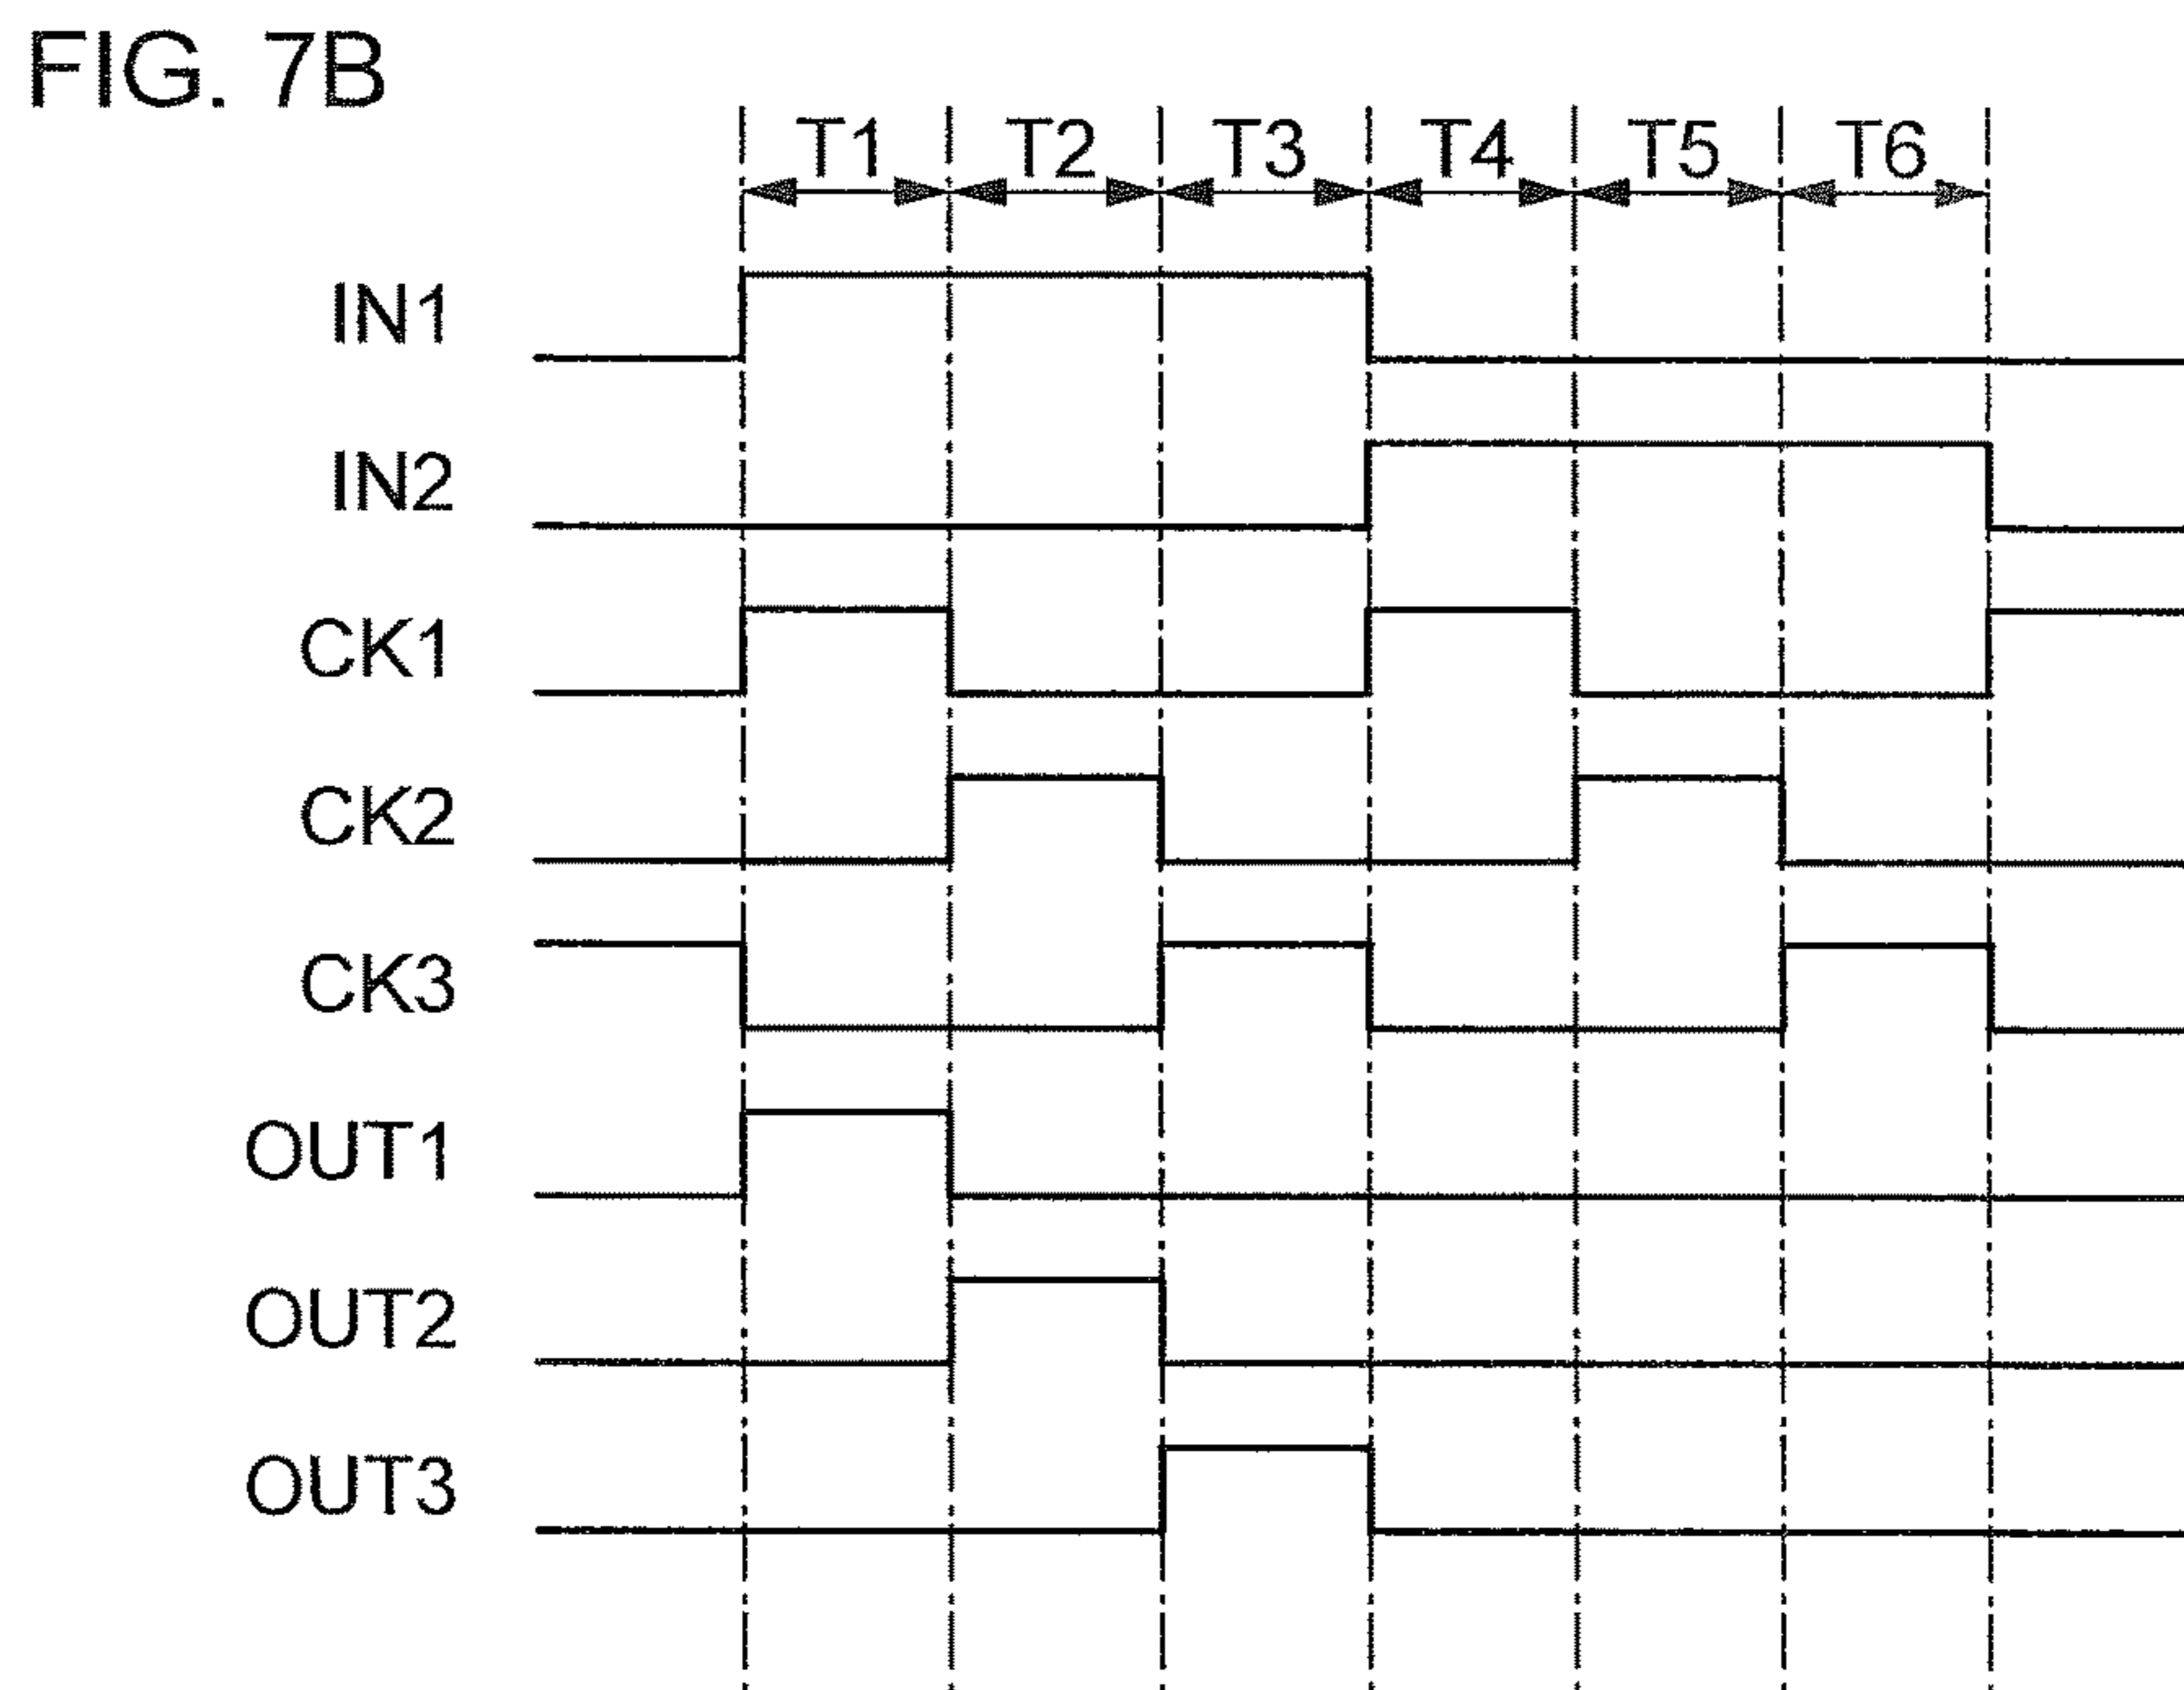 FIG. 7B
T1 T2 T3 T4 T5 T6
IN1
IN2
CK1
CK2
CK3
OUT1
OUT2
OUT3